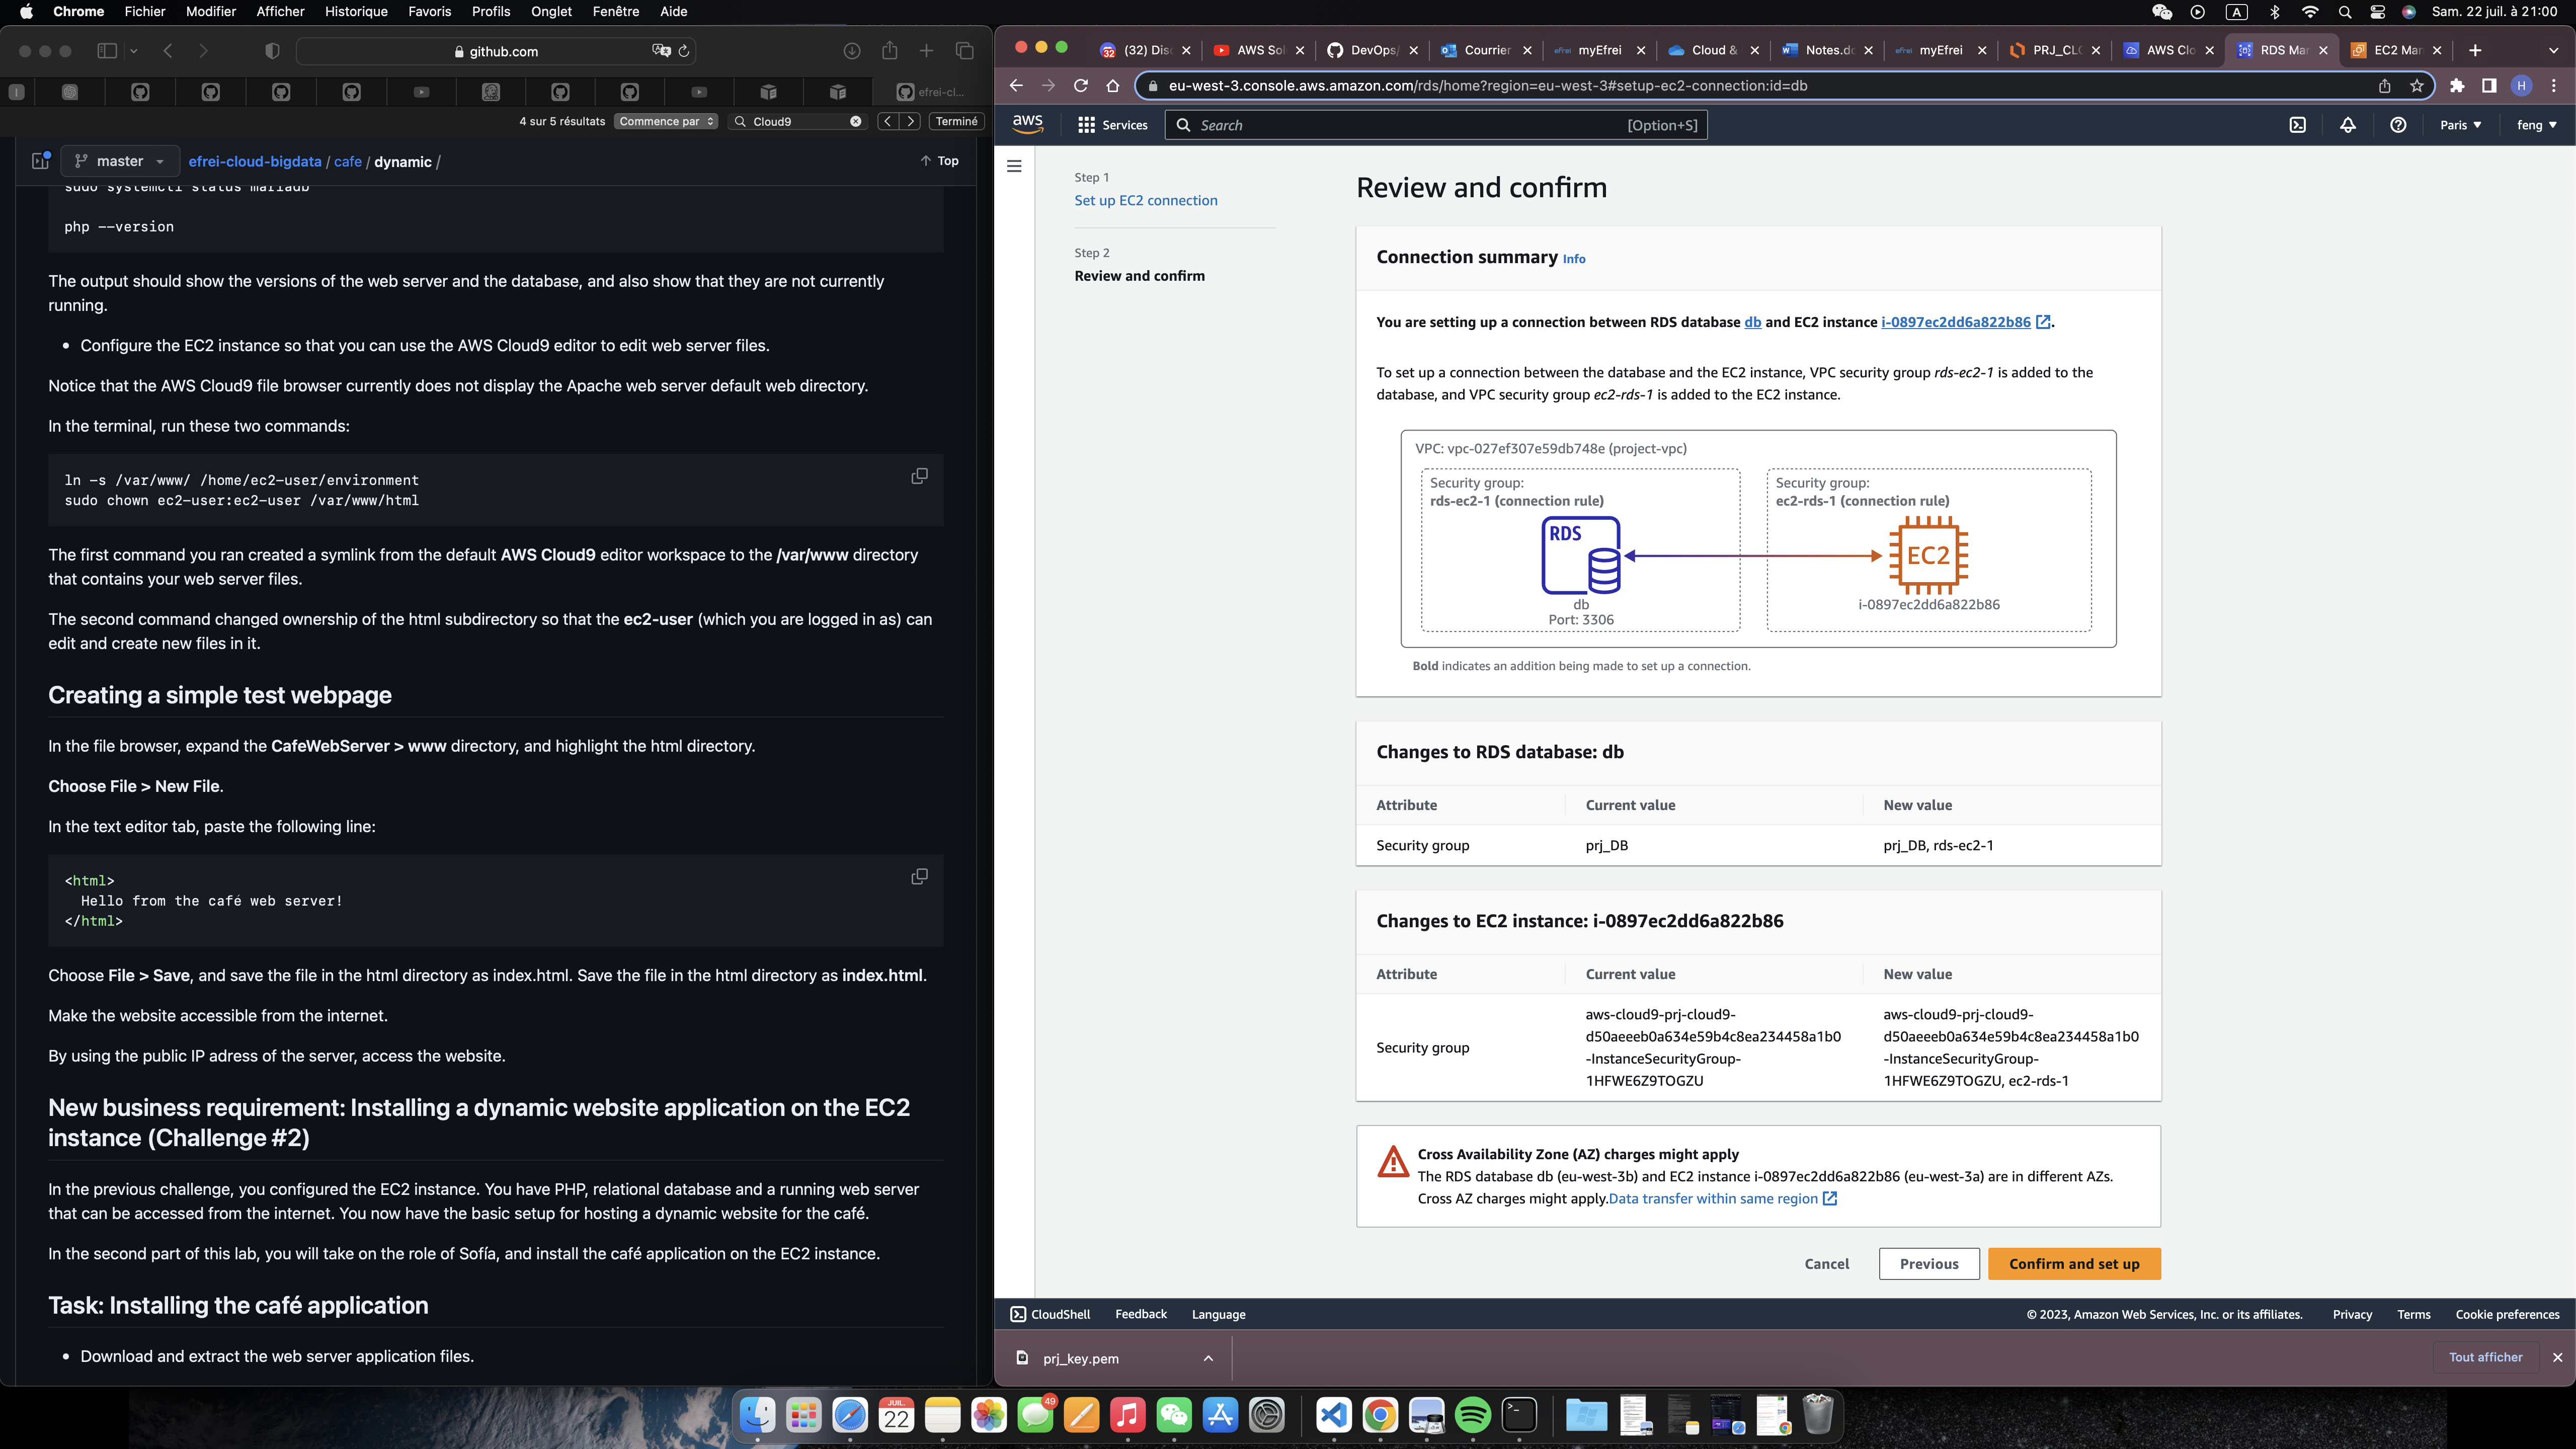 Chrome Fichier Modifier Afficher Historique Favoris Profils Onglet Fenêtre Aide
A Sam. 22 juil. à 21:00
github.com
efrei-cl...
4 sur 5 résultats Commence par Cloud9 Terminé
master efrei-cloud-bigdata / cafe / dynamic / Top
sudo systemctl status mariadb
php --version
The output should show the versions of the web server and the database, and also show that they are not currently
running.
• Configure the EC2 instance so that you can use the AWS Cloud9 editor to edit web server files.
Notice that the AWS Cloud9 file browser currently does not display the Apache web server default web directory.
In the terminal, run these two commands:
ln -s /var/www/ /home/ec2-user/environment
sudo chown ec2-user:ec2-user /var/www/html
The first command you ran created a symlink from the default AWS Cloud9 editor workspace to the /var/www directory
that contains your web server files.
The second command changed ownership of the html subdirectory so that the ec2-user (which you are logged in as) can
edit and create new files in it.
Creating a simple test webpage
In the file browser, expand the CafeWebServer > www directory, and highlight the html directory.
Choose File > New File.
In the text editor tab, paste the following line:
<html>
Hello from the café web server!
</html>
Choose File > Save, and save the file in the html directory as index.html. Save the file in the html directory as index.html.
Make the website accessible from the internet.
By using the public IP adress of the server, access the website.
New business requirement: Installing a dynamic website application on the EC2
instance (Challenge #2)
In the previous challenge, you configured the EC2 instance. You have PHP, relational database and a running web server
that can be accessed from the internet. You now have the basic setup for hosting a dynamic website for the café.
In the second part of this lab, you will take on the role of Sofía, and install the café application on the EC2 instance.
Task: Installing the café application
• Download and extract the web server application files.
32 (32) Disc AWS Sol DevOps/ Courrier efrei myEfrei Cloud & Notes.do efrei myEfrei PRJ_CLO AWS Clo RDS Man EC2 Man
eu-west-3.console.aws.amazon.com/rds/home?region=eu-west-3#setup-ec2-connection:id=db H
aws Services Search [Option+S] Paris feng
Step 1
Set up EC2 connection
Step 2
Review and confirm
Review and confirm
Connection summary Info
You are setting up a connection between RDS database db and EC2 instance i-0897ec2dd6a822b86.
To set up a connection between the database and the EC2 instance, VPC security group rds-ec2-1 is added to the
database, and VPC security group ec2-rds-1 is added to the EC2 instance.
VPC: vpc-027ef307e59db748e (project-vpc)
Security group:
rds-ec2-1 (connection rule)
RDS
db
Port: 3306
Security group:
ec2-rds-1 (connection rule)
EC2
i-0897ec2dd6a822b86
Bold indicates an addition being made to set up a connection.
Changes to RDS database: db
Attribute Current value New value
Security group prj_DB prj_DB, rds-ec2-1
Changes to EC2 instance: i-0897ec2dd6a822b86
Attribute Current value New value
Security group
aws-cloud9-prj-cloud9-
d50aeeeb0a634e59b4c8ea234458a1b0
-InstanceSecurityGroup-
1HFWE6Z9TOGZU
aws-cloud9-prj-cloud9-
d50aeeeb0a634e59b4c8ea234458a1b0
-InstanceSecurityGroup-
1HFWE6Z9TOGZU, ec2-rds-1
Cross Availability Zone (AZ) charges might apply
The RDS database db (eu-west-3b) and EC2 instance i-0897ec2dd6a822b86 (eu-west-3a) are in different AZs.
Cross AZ charges might apply.Data transfer within same region
Cancel Previous Confirm and set up
CloudShell Feedback Language © 2023, Amazon Web Services, Inc. or its affiliates. Privacy Terms Cookie preferences
prj_key.pem Tout afficher
JUIL. 49
22